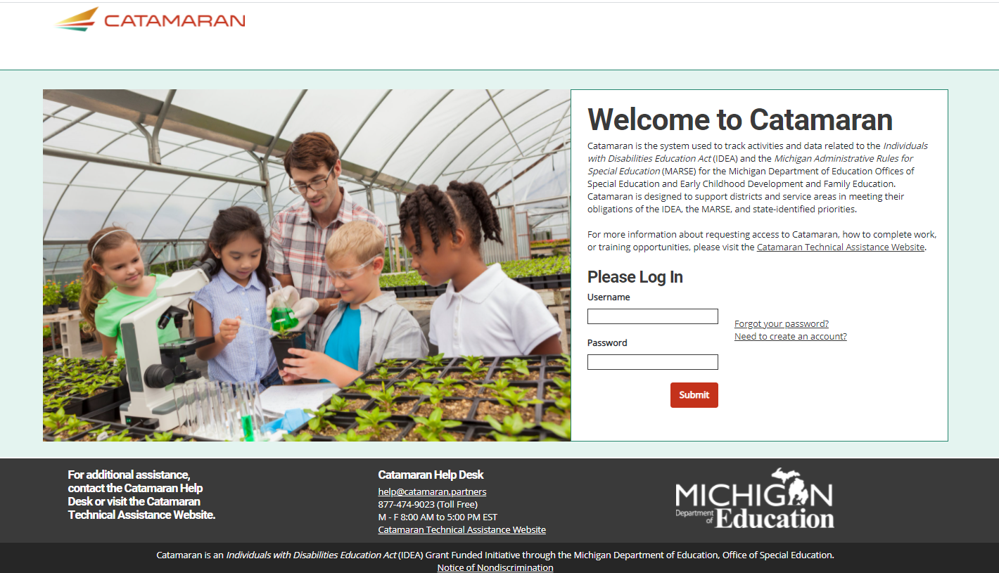 CATAMARAN
Welcome to Catamaran
Catamaran is the system used to track activities and data related to the Individuals
with Disabilities Education Act (IDEA) and the Michigan Administrative Rules for
Special Education (MARSE) for the Michigan Department of Education Offices of
Special Education and Early Childhood Development and Family Education.
Catamaran is designed to support districts and service areas in meeting their
obligations of the IDEA, the MARSE, and state-identified priorities.
For more information about requesting access to Catamaran, how to complete work,
or training opportunities, please visit the Catamaran Technical Assistance Website.
Please Log In
Username
Forgot your password?
Need to create an account?
Password
Submit
For additional assistance,
contact the Catamaran Help
Desk or visit the Catamaran
Technical Assistance Website.
Catamaran Help Desk
help@catamaran.partners
877-474-9023 (Toll Free)
M - F 8:00 AM to 5:00 PM EST
Catamaran Technical Assistance Website
MICHIGAN
Department of Education
Catamaran is an Individuals with Disabilities Education Act (IDEA) Grant Funded Initiative through the Michigan Department of Education, Office of Special Education.
Notice of Nondiscrimination